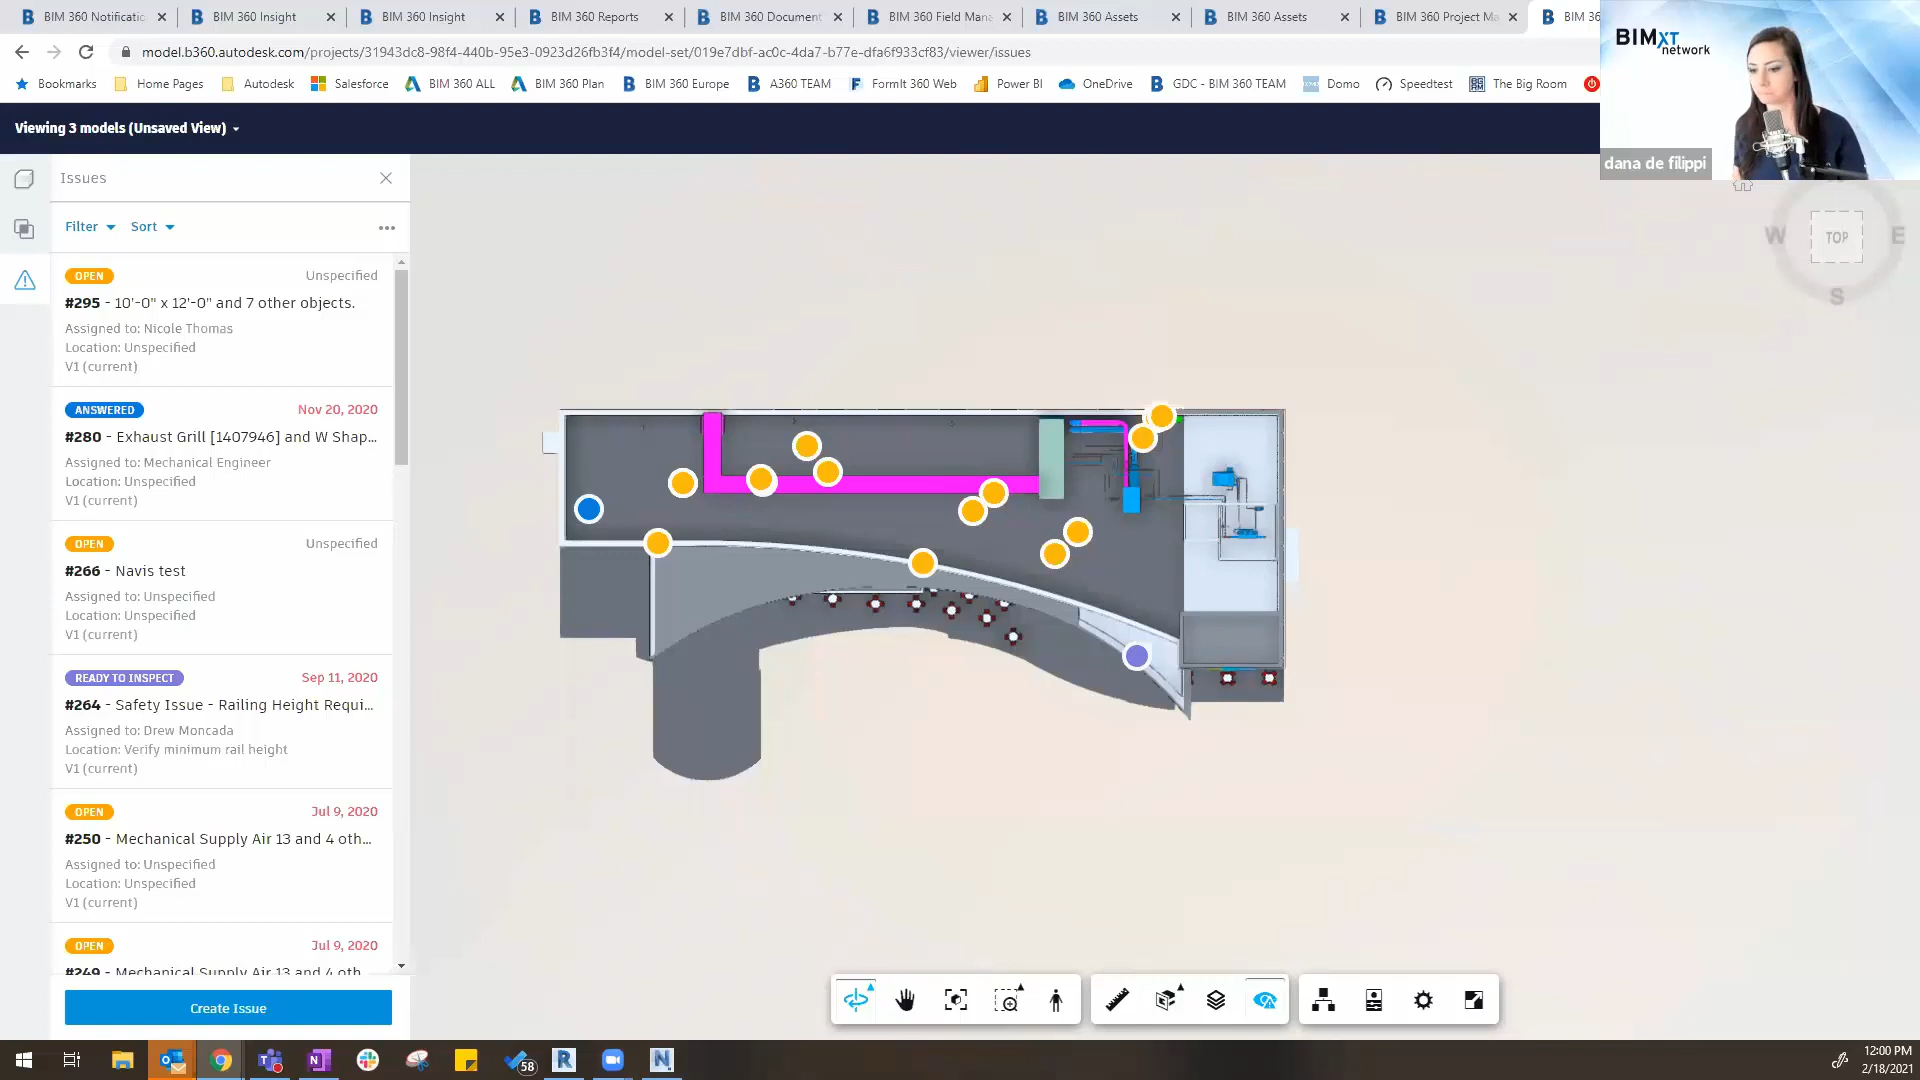 BIM 360 Notificatio
BIM 360 Insight
BIM 360 Insight
BIM 360 Reports
BIM 360 Document
BIM 360 Field Mana
BIM 360 Assets
BIM 360 Assets
BIM 360 Project Ma
BIM 36
model.b360.autodesk.com/projects/31943dc8-98f4-440b-95e3-0923d26fb3f4/model-set/019e7dbf-ac0c-4da7-b77e-dfa6f933cf83/viewer/issues
Bookmarks
Home Pages
Autodesk
Salesforce
BIM 360 ALL
BIM 360 Plan
BIM 360 Europe
A360 TEAM
FormIt 360 Web
Power BI
OneDrive
GDC - BIM 360 TEAM
Domo
Speedtest
The Big Room
BIMXT
network
dana de filippi
Viewing 3 models (Unsaved View)
Issues
Filter
Sort
OPEN
Unspecified
#295 - 10'-0" x 12'-0" and 7 other objects.
Assigned to: Nicole Thomas
Location: Unspecified
V1 (current)
ANSWERED
Nov 20, 2020
#280 - Exhaust Grill [1407946] and W Shap...
Assigned to: Mechanical Engineer
Location: Unspecified
V1 (current)
OPEN
Unspecified
#266 - Navis test
Assigned to: Unspecified
Location: Unspecified
V1 (current)
READY TO INSPECT
Sep 11, 2020
#264 - Safety Issue - Railing Height Requi...
Assigned to: Drew Moncada
Location: Verify minimum rail height
V1 (current)
OPEN
Jul 9, 2020
#250 - Mechanical Supply Air 13 and 4 oth...
Assigned to: Unspecified
Location: Unspecified
V1 (current)
OPEN
Jul 9, 2020
#249 - Mechanical Supply Air 13 and 4 oth
Create Issue
W
TOP
E
S
58
12:00 PM
2/18/2021